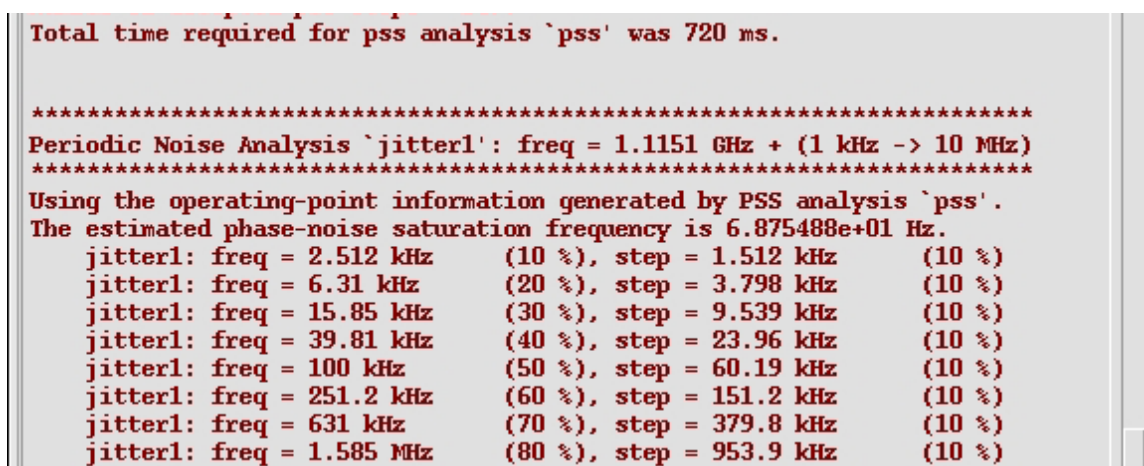 Total time required for pss analysis `pss' was 720 ms.
**************************************************************************
Periodic Noise Analysis `jitter1': freq = 1.1151 GHz + (1 kHz -> 10 MHz)
**************************************************************************
Using the operating-point information generated by PSS analysis `pss'.
The estimated phase-noise saturation frequency is 6.875488e+01 Hz.
jitter1: freq = 2.512 kHz (10 %), step = 1.512 kHz (10 %)
jitter1: freq = 6.31 kHz (20 %), step = 3.798 kHz (10 %)
jitter1: freq = 15.85 kHz (30 %), step = 9.539 kHz (10 %)
jitter1: freq = 39.81 kHz (40 %), step = 23.96 kHz (10 %)
jitter1: freq = 100 kHz (50 %), step = 60.19 kHz (10 %)
jitter1: freq = 251.2 kHz (60 %), step = 151.2 kHz (10 %)
jitter1: freq = 631 kHz (70 %), step = 379.8 kHz (10 %)
jitter1: freq = 1.585 MHz (80 %), step = 953.9 kHz (10 %)